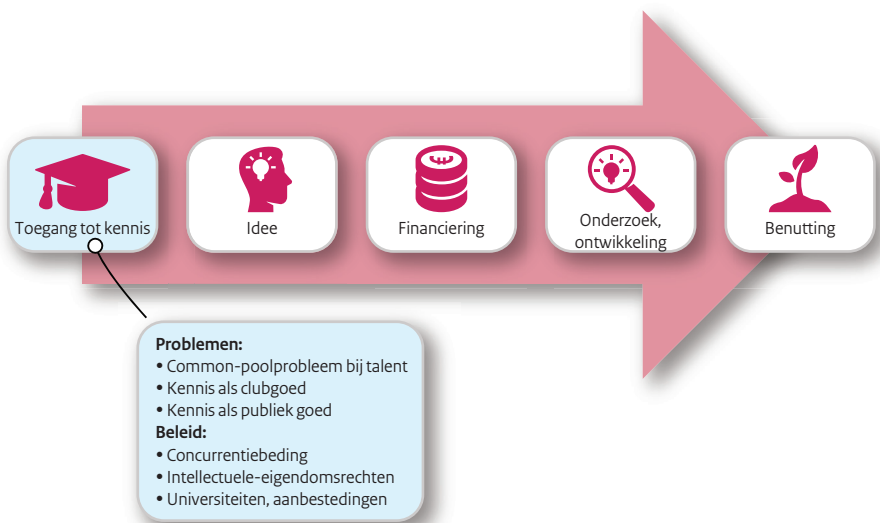 Toegang tot kennis
Idee
Financiering
Onderzoek,
ontwikkeling
Benutting
Problemen:
• Common-poolprobleem bij talent
• Kennis als clubgoed
• Kennis als publiek goed
Beleid:
• Concurrentiebeding
• Intellectuele-eigendomsrechten
• Universiteiten, aanbestedingen